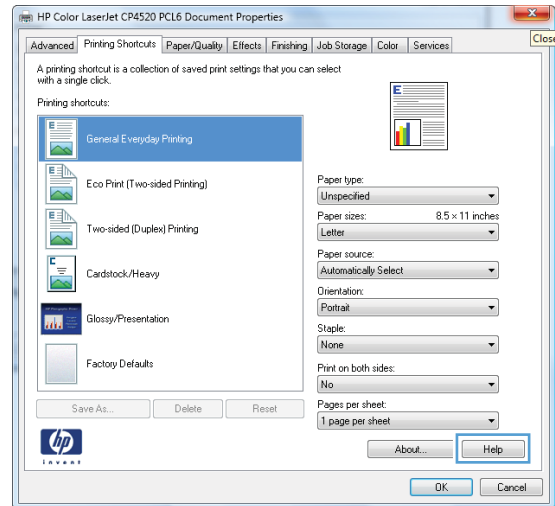 HP Color LaserJet CP4520 PCL6 Document Properties
Close
Advanced Printing Shortcuts Paper/Quality Effects Finishing Job Storage Color Services
A printing shortcut is a collection of saved print settings that you can select
with a single click.
Printing shortcuts:
E
General Everyday Printing
E
Eco Print (Two-sided Printing)
E
Two-sided (Duplex) Printing
C
Cardstock/Heavy
Glossy/Presentation
Factory Defaults
Save As... Delete Reset
hp
invent
E
Paper type:
Unspecified
Paper sizes: 8.5 × 11 inches
Letter
Paper source:
Automatically Select
Orientation:
Portrait
Staple:
None
Print on both sides:
No
Pages per sheet:
1 page per sheet
About... Help
OK Cancel